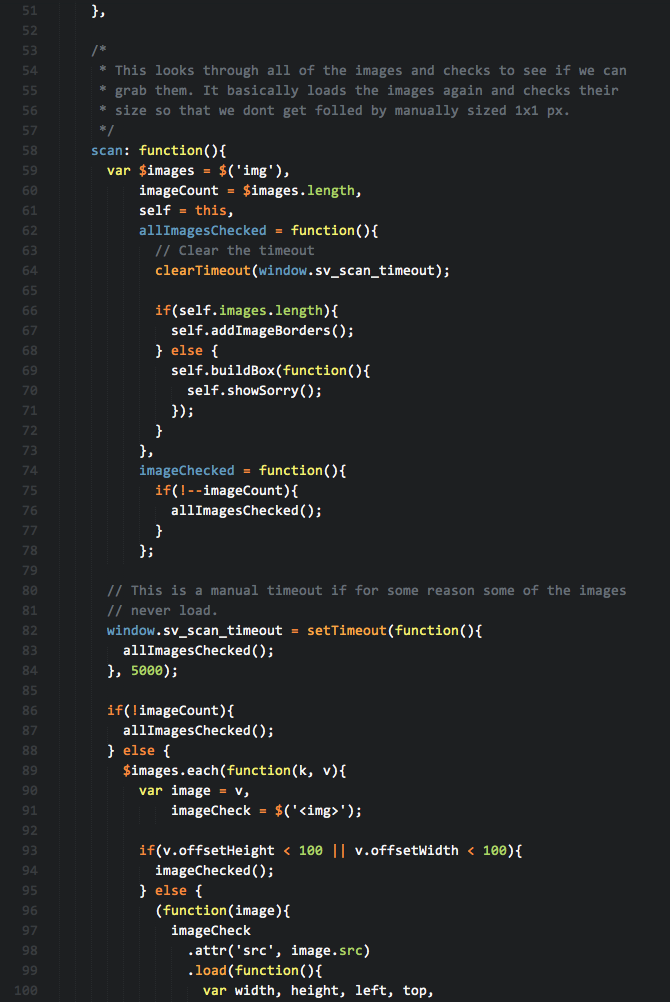 51 },
52
53 /*
54  * This looks through all of the images and checks to see if we can
55  * grab them. It basically loads the images again and checks their
56  * size so that we dont get folled by manually sized 1x1 px.
57  */
58 scan: function(){
59   var $images = $('img'),
60       imageCount = $images.length,
61       self = this,
62       allImagesChecked = function(){
63         // Clear the timeout
64         clearTimeout(window.sv_scan_timeout);
65
66         if(self.images.length){
67           self.addImageBorders();
68         } else {
69           self.buildBox(function(){
70             self.showSorry();
71           });
72         }
73       },
74       imageChecked = function(){
75         if(!--imageCount){
76           allImagesChecked();
77         }
78       };
79
80   // This is a manual timeout if for some reason some of the images
81   // never load.
82   window.sv_scan_timeout = setTimeout(function(){
83     allImagesChecked();
84   }, 5000);
85
86   if(!imageCount){
87     allImagesChecked();
88   } else {
89     $images.each(function(k, v){
90       var image = v,
91           imageCheck = $('<img>');
92
93       if(v.offsetHeight < 100 || v.offsetWidth < 100){
94         imageChecked();
95       } else {
96         (function(image){
97           imageCheck
98             .attr('src', image.src)
99             .load(function(){
100               var width, height, left, top,